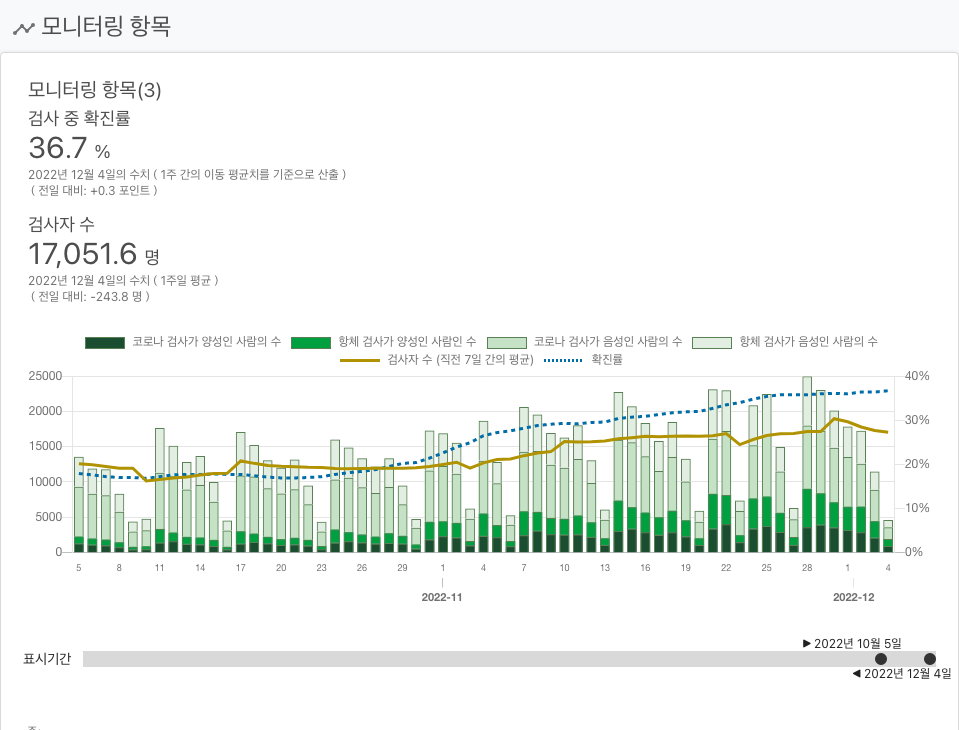 모니터링 항목
모니터링 항목(3)
검사 중 확진률
36.7 %
2022년 12월 4일의 수치 ( 1주 간의 이동 평균치를 기준으로 산출 )
( 전일 대비: +0.3 포인트 )
검사자 수
17,051.6 명
2022년 12월 4일의 수치 ( 1주일 평균 )
( 전일 대비: -243.8 명 )
코로나 검사가 양성인 사람의 수 항체 검사가 양성인 사람인 수 코로나 검사가 음성인 사람의 수 항체 검사가 음성인 사람의 수
검사자 수 (직전 7일 간의 평균) 확진률
25000 40%
20000 30%
15000
20%
10000
10%
5000
0 0%
5 8 11 14 17 20 23 26 29 1 4 7 10 13 16 19 22 25 28 1 4
2022-11 2022-12
▶ 2022년 10월 5일
표시기간
◀ 2022년 12월 4일